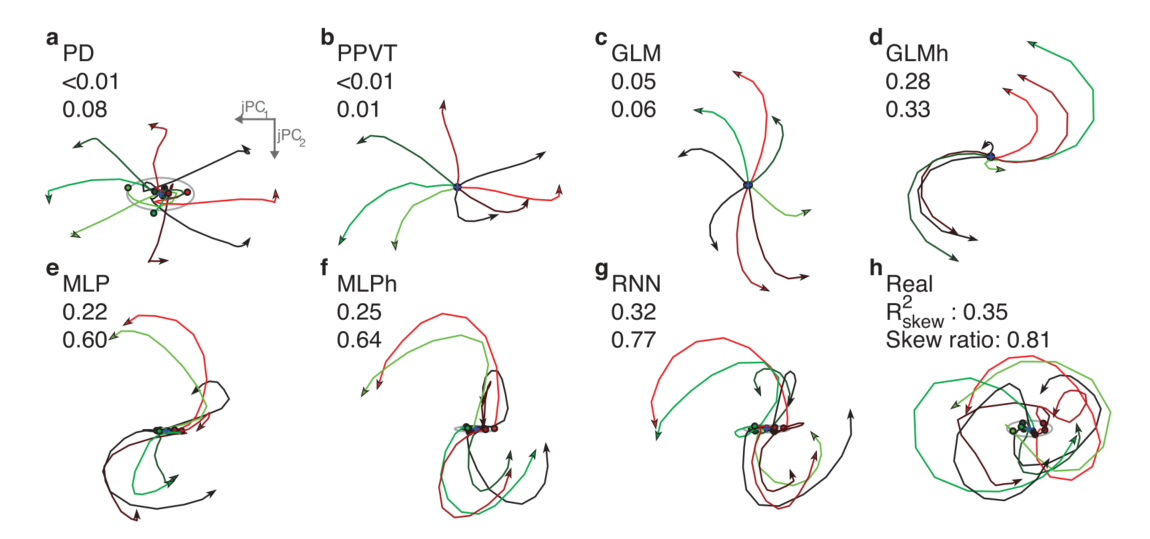 a
PD
<0.01
0.08
jPC1
jPC2
b
PPVT
<0.01
0.01
c
GLM
0.05
0.06
d
GLMh
0.28
0.33
e
MLP
0.22
0.60
f
MLPh
0.25
0.64
g
RNN
0.32
0.77
h
Real
R²skew : 0.35
Skew ratio: 0.81